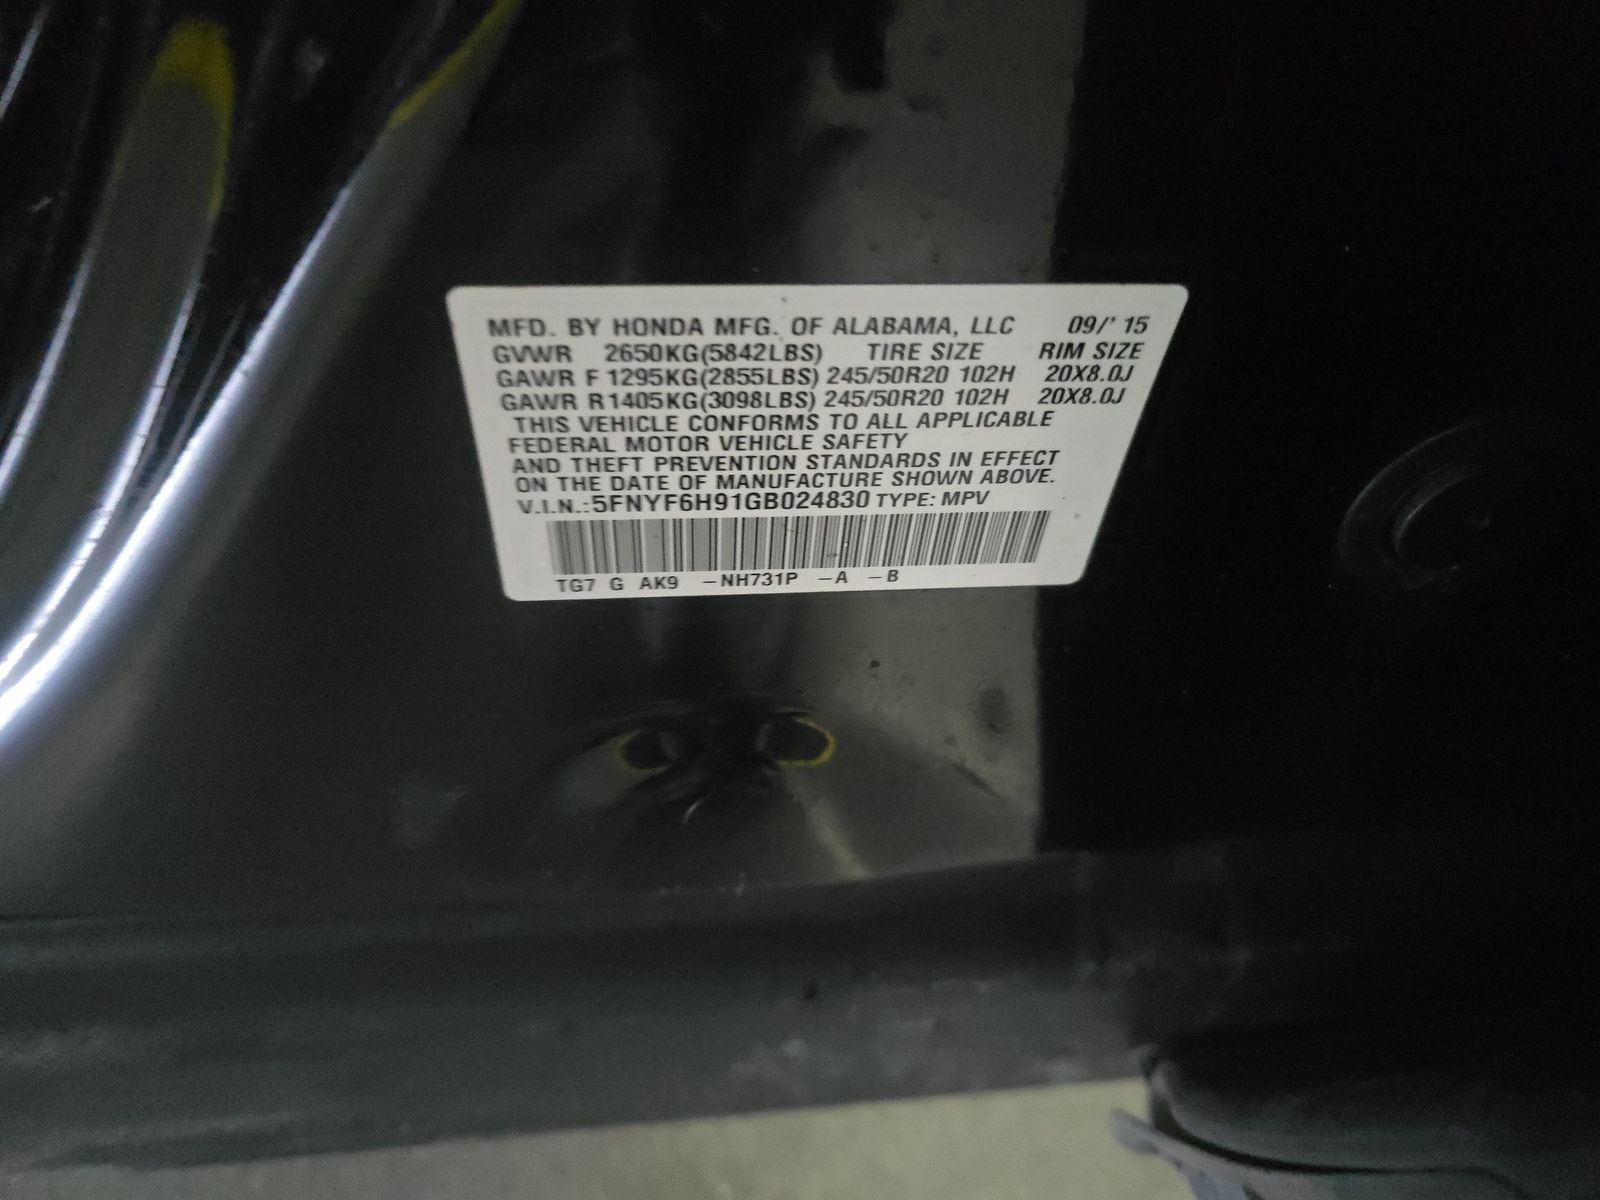 MFD. BY HONDA MFG. OF ALABAMA, LLC 09/' 15
GVWR 2650KG(5842LBS) TIRE SIZE RIM SIZE
GAWR F 1295KG(2855LBS) 245/50R20 102H 20X8.0J
GAWR R1405KG(3098LBS) 245/50R20 102H 20X8.0J
THIS VEHICLE CONFORMS TO ALL APPLICABLE
FEDERAL MOTOR VEHICLE SAFETY
AND THEFT PREVENTION STANDARDS IN EFFECT
ON THE DATE OF MANUFACTURE SHOWN ABOVE.
V.I.N.:5FNYF6H91GB024830 TYPE: MPV
TG7 G AK9 –NH731P –A –B